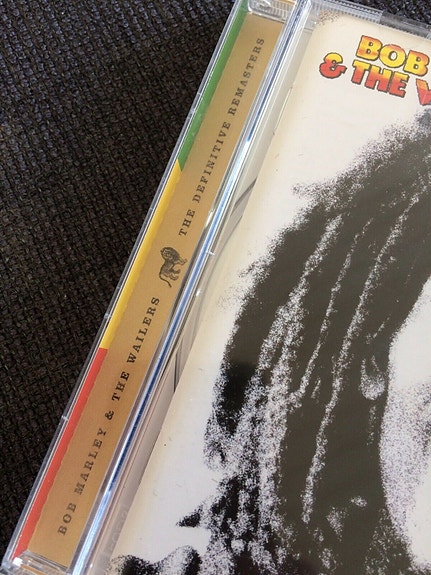 BOB MARLEY & THE WAILERS THE DEFINITIVE REMASTERS
BOB
& THE